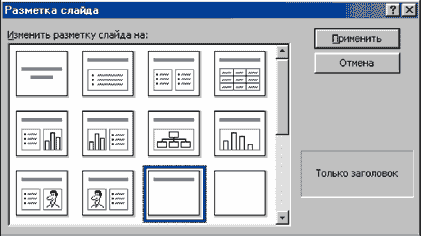 Разметка слайда
Изменить разметку слайда на:
Применить
Отмена
Только заголовок